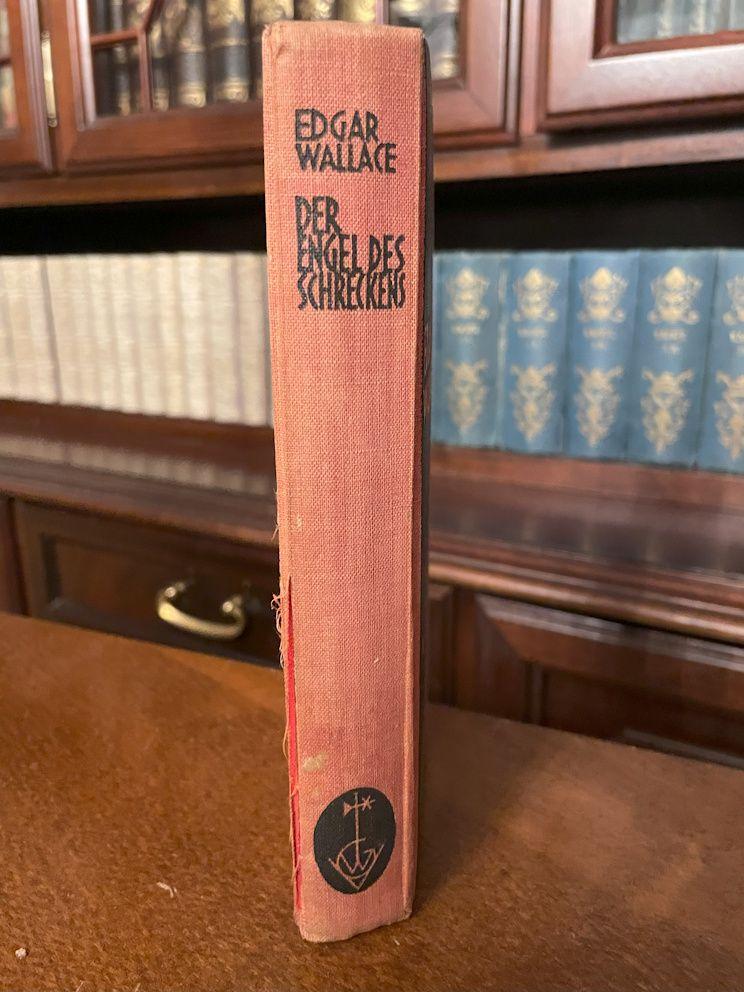 EDGAR
WALLACE
DER
ENGEL DES
SCHRECKENS